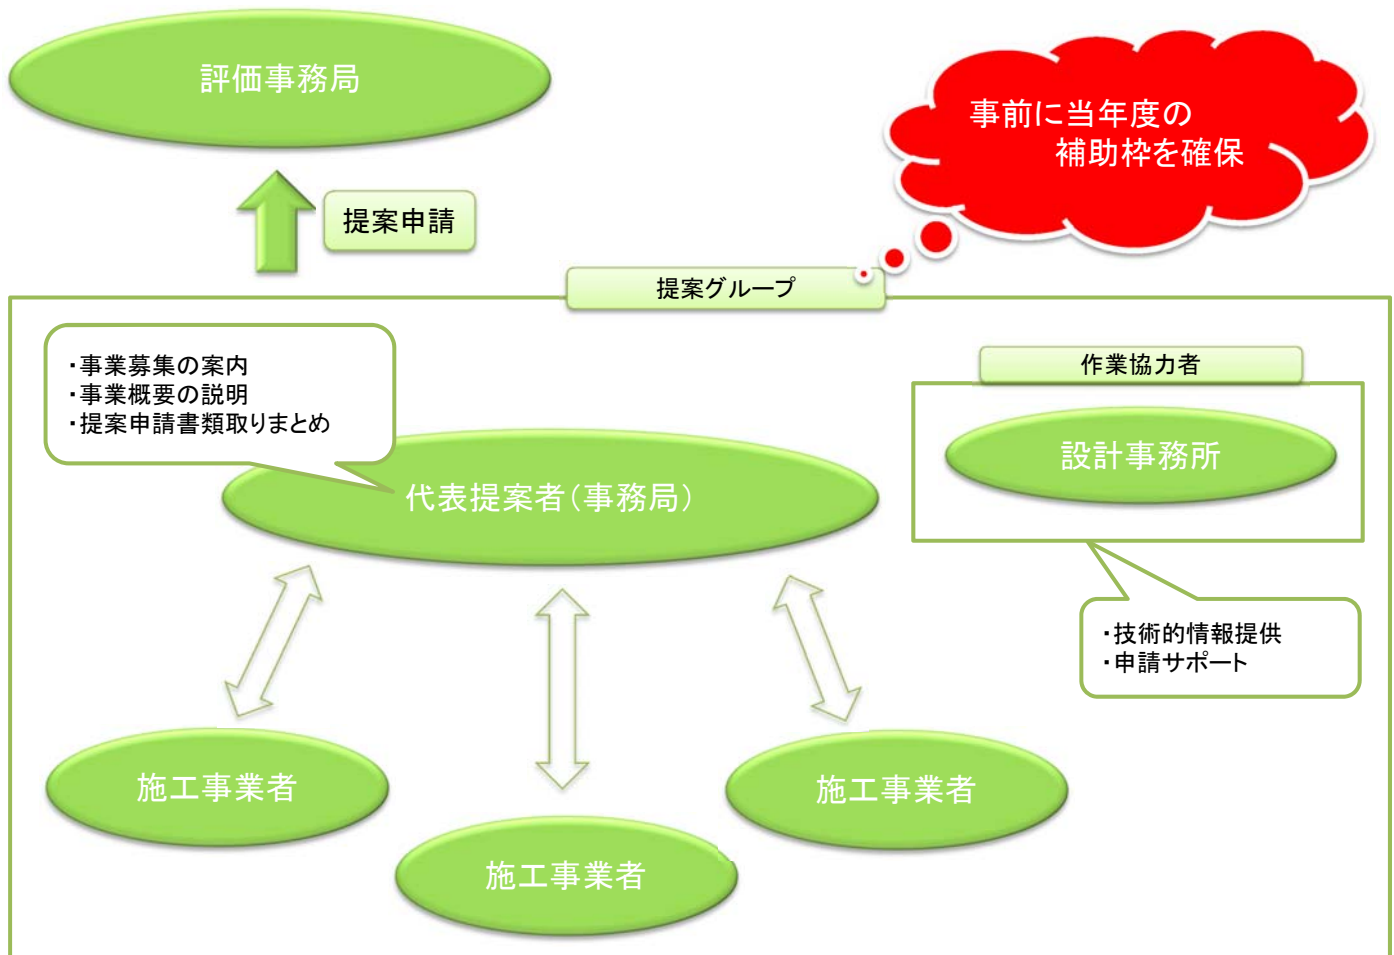 評価事務局
事前に当年度の
補助枠を確保
提案申請
提案グループ
・事業募集の案内
・事業概要の説明
・提案申請書類取りまとめ
作業協力者
設計事務所
代表提案者(事務局)
・技術的情報提供
・申請サポート
施工事業者
施工事業者
施工事業者